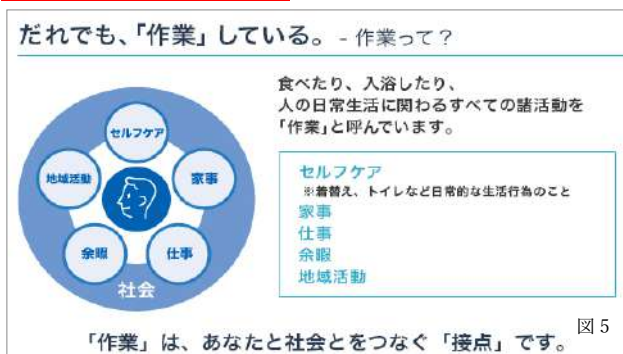 だれでも、「作業」している。 - 作業って?
食べたり、入浴したり、
人の日常生活に関わるすべての諸活動を
「作業」と呼んでいます。
セルフケア
地域活動
家事
余暇
仕事
社会
セルフケア
※着替え、トイレなど日常的な生活行為のこと
家事
仕事
余暇
地域活動
図 5
「作業」は、あなたと社会とをつなぐ「接点」です。